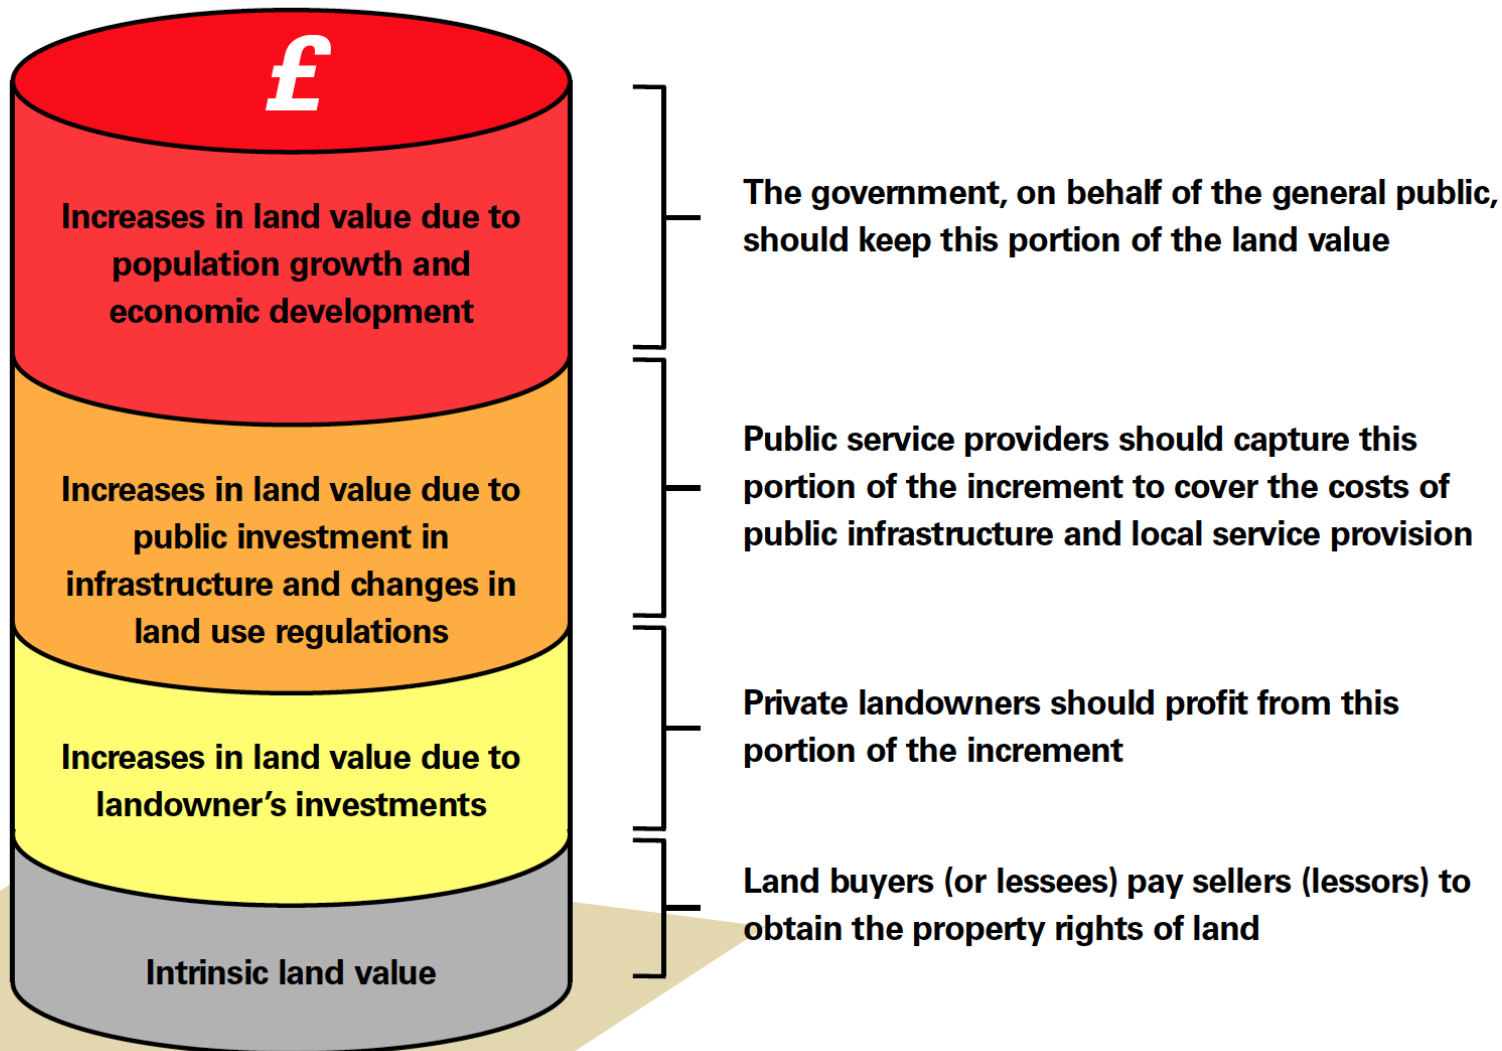 £
Increases in land value due to
population growth and
economic development
The government, on behalf of the general public,
should keep this portion of the land value
Increases in land value due to
public investment in
infrastructure and changes in
land use regulations
Public service providers should capture this
portion of the increment to cover the costs of
public infrastructure and local service provision
Increases in land value due to
landowner’s investments
Private landowners should profit from this
portion of the increment
Intrinsic land value
Land buyers (or lessees) pay sellers (lessors) to
obtain the property rights of land